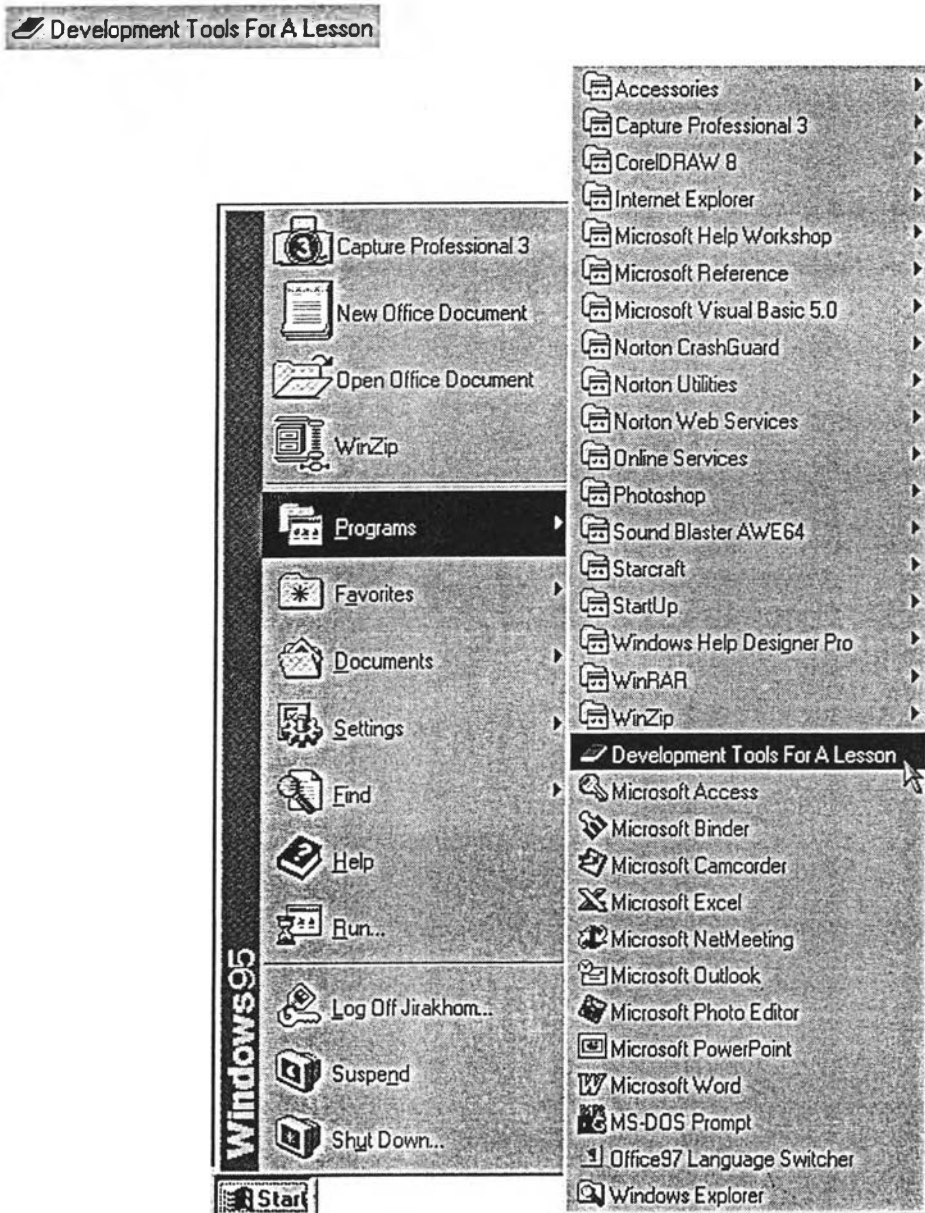 Development Tools For A Lesson
Capture Professional 3
New Office Document
Open Office Document
WinZip
Programs
Favorites
Documents
Settings
Find
Help
Run...
Log Off Jirakhom...
Suspend
Shut Down...
Windows95
Start
Accessories
Capture Professional 3
CorelDRAW 8
Internet Explorer
Microsoft Help Workshop
Microsoft Reference
Microsoft Visual Basic 5.0
Norton CrashGuard
Norton Utilities
Norton Web Services
Online Services
Photoshop
Sound Blaster AWE64
Starcraft
StartUp
Windows Help Designer Pro
WinRAR
WinZip
Development Tools For A Lesson
Microsoft Access
Microsoft Binder
Microsoft Camcorder
Microsoft Excel
Microsoft NetMeeting
Microsoft Outlook
Microsoft Photo Editor
Microsoft PowerPoint
Microsoft Word
MS-DOS Prompt
Office97 Language Switcher
Windows Explorer